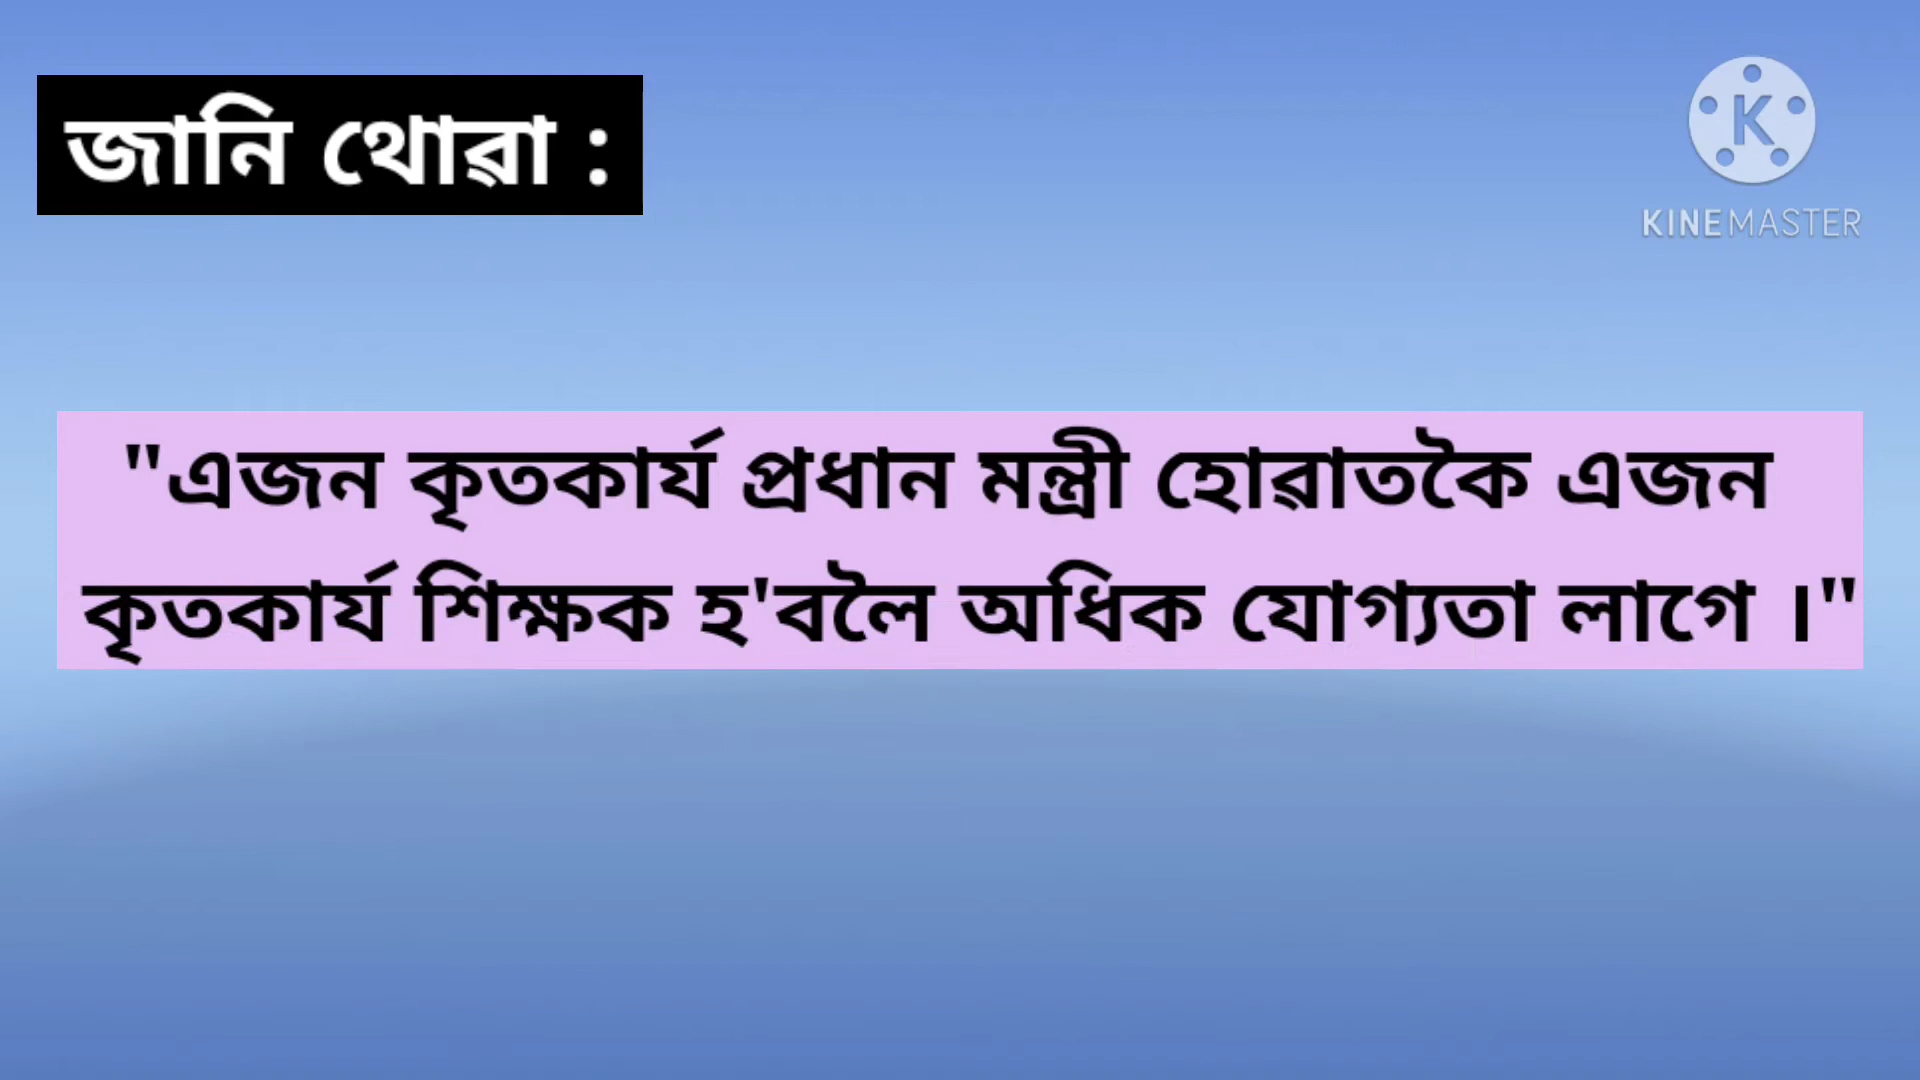 জানি থোৱা :
KINEMASTER
"এজন কৃতকাৰ্য প্ৰধান মন্ত্ৰী হোৱাতকৈ এজন
কৃতকাৰ্য শিক্ষক হ'বলৈ অধিক যোগ্যতা লাগে ।"